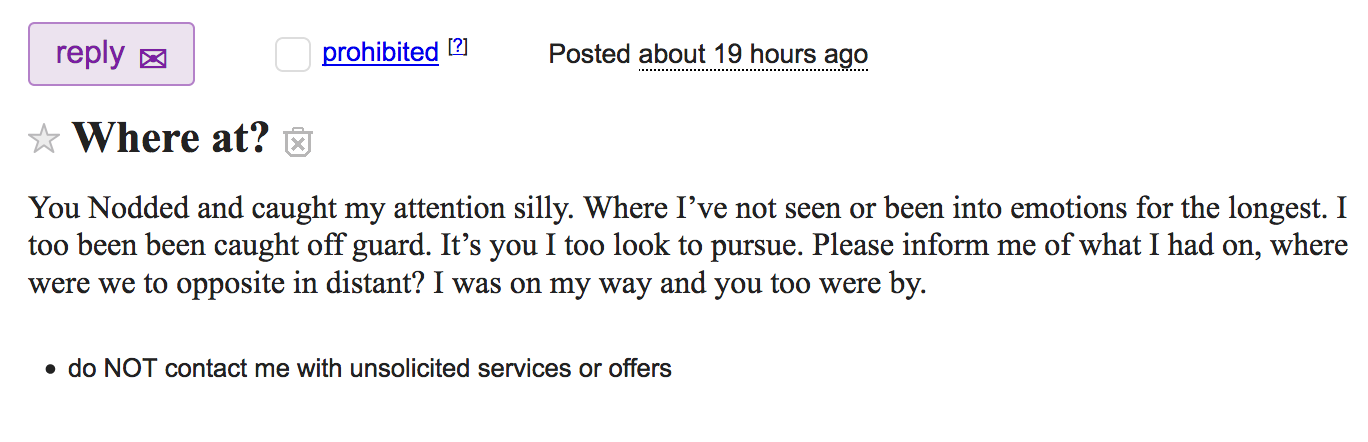 reply prohibited [?] Posted about 19 hours ago
Where at?
You Nodded and caught my attention silly. Where I’ve not seen or been into emotions for the longest. I
too been been caught off guard. It’s you I too look to pursue. Please inform me of what I had on, where
were we to opposite in distant? I was on my way and you too were by.
• do NOT contact me with unsolicited services or offers